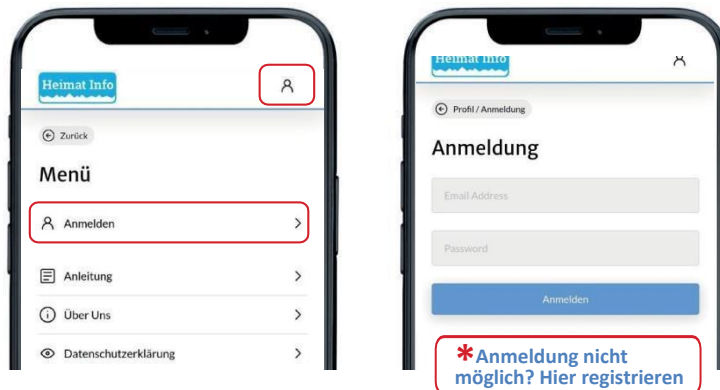 Heimat Info
Zurück
Menü
Anmelden
Anleitung
Über Uns
Datenschutzerklärung
Heimat Info
Profil / Anmeldung
Anmeldung
Email Address
Password
Anmelden
*Anmeldung nicht
möglich? Hier registrieren